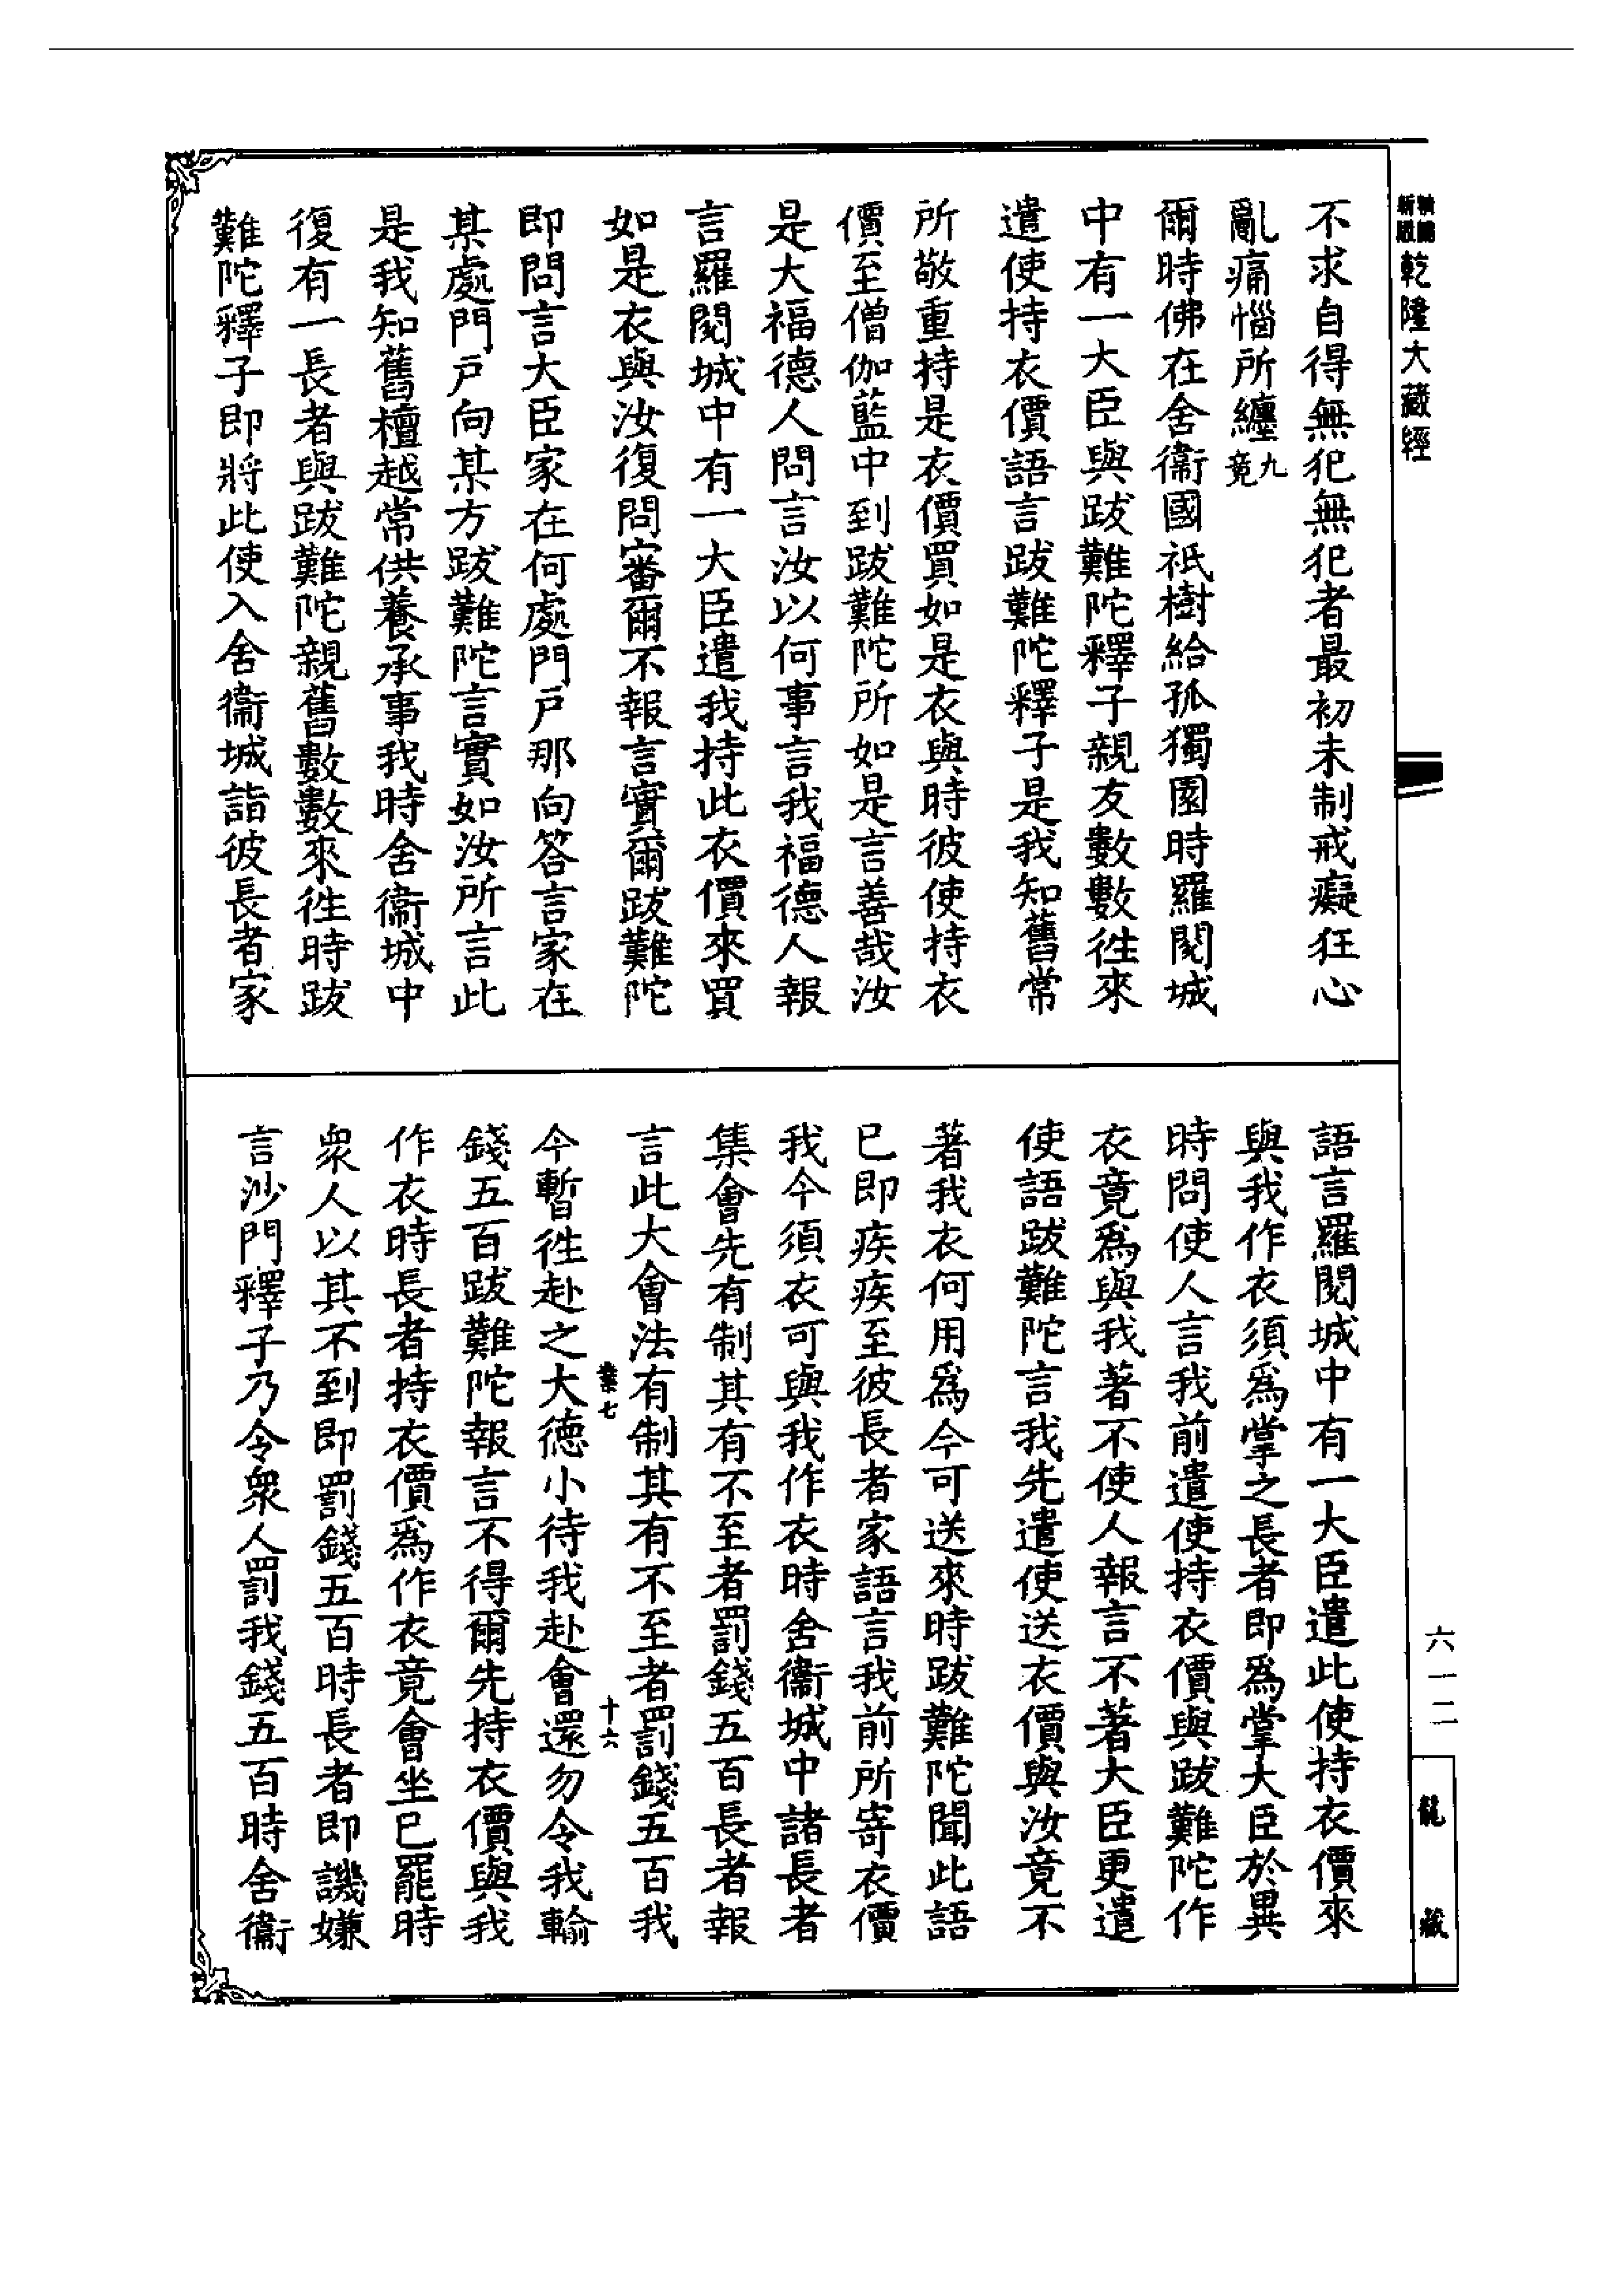 乾隆大藏經
不求自得無犯無犯者最初未制戒癡狂心
亂痛惱所纏九竟
爾時佛在舍衞國祇樹給孤獨園時羅閱城
中有一大臣與跋難陀釋子親友數數往來
遣使持衣價語言跋難陀釋子是我知舊常
所敬重持是衣價買如是衣與時彼使持衣
價至僧伽藍中到跋難陀所如是言善哉汝
是大福德人問言汝以何事言我福德人報
言羅閱城中有一大臣遣我持此衣價來買
如是衣與汝復問審爾不報言實爾跋難陀
即問言大臣家在何處門戶那向答言家在
某處門戶向某方跋難陀言實如汝所言此
是我知舊檀越常供養承事我時舍衞城中
復有一長者與跋難陀親舊數數來往時跋
難陀釋子即將此使入舍衞城詣彼長者家
語言羅閱城中有一大臣遣此使持衣價來
與我作衣須爲掌之長者即爲掌大臣於異
時問使人言我前遣使持衣價與跋難陀作
衣竟爲與我著不使人報言不著大臣更遣
使語跋難陀言我先遣使送衣價與汝竟不
著我衣何用爲今可送來時跋難陀聞此語
已即疾疾至彼長者家語言我前所寄衣價
我今須衣可與我作衣時舍衞城中諸長者
集會先有制其有不至者罰錢五百長者報
言此大會法有制其有不至者罰錢五百我
業七　十六
今暫往赴之大德小待我赴會還勿令我輸
錢五百跋難陀報言不得爾先持衣價與我
作衣時長者持衣價爲作衣竟會坐已罷時
衆人以其不到即罰錢五百時長者即譏嫌
言沙門釋子乃令衆人罰我錢五百時舍衞
六一二
龍藏